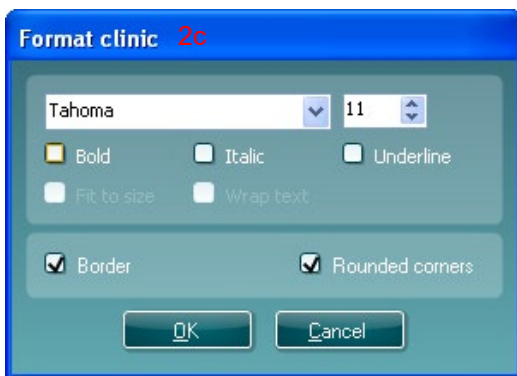 Format clinic 2c
Tahoma 11
Bold Italic Underline
Fit to size Wrap text
Border Rounded corners
OK Cancel